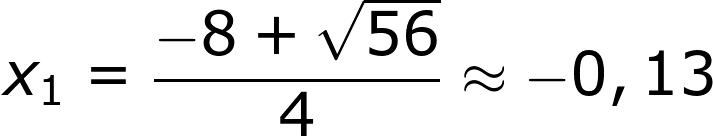 x₁ = (−8 + √56) / 4 ≈ −0,13